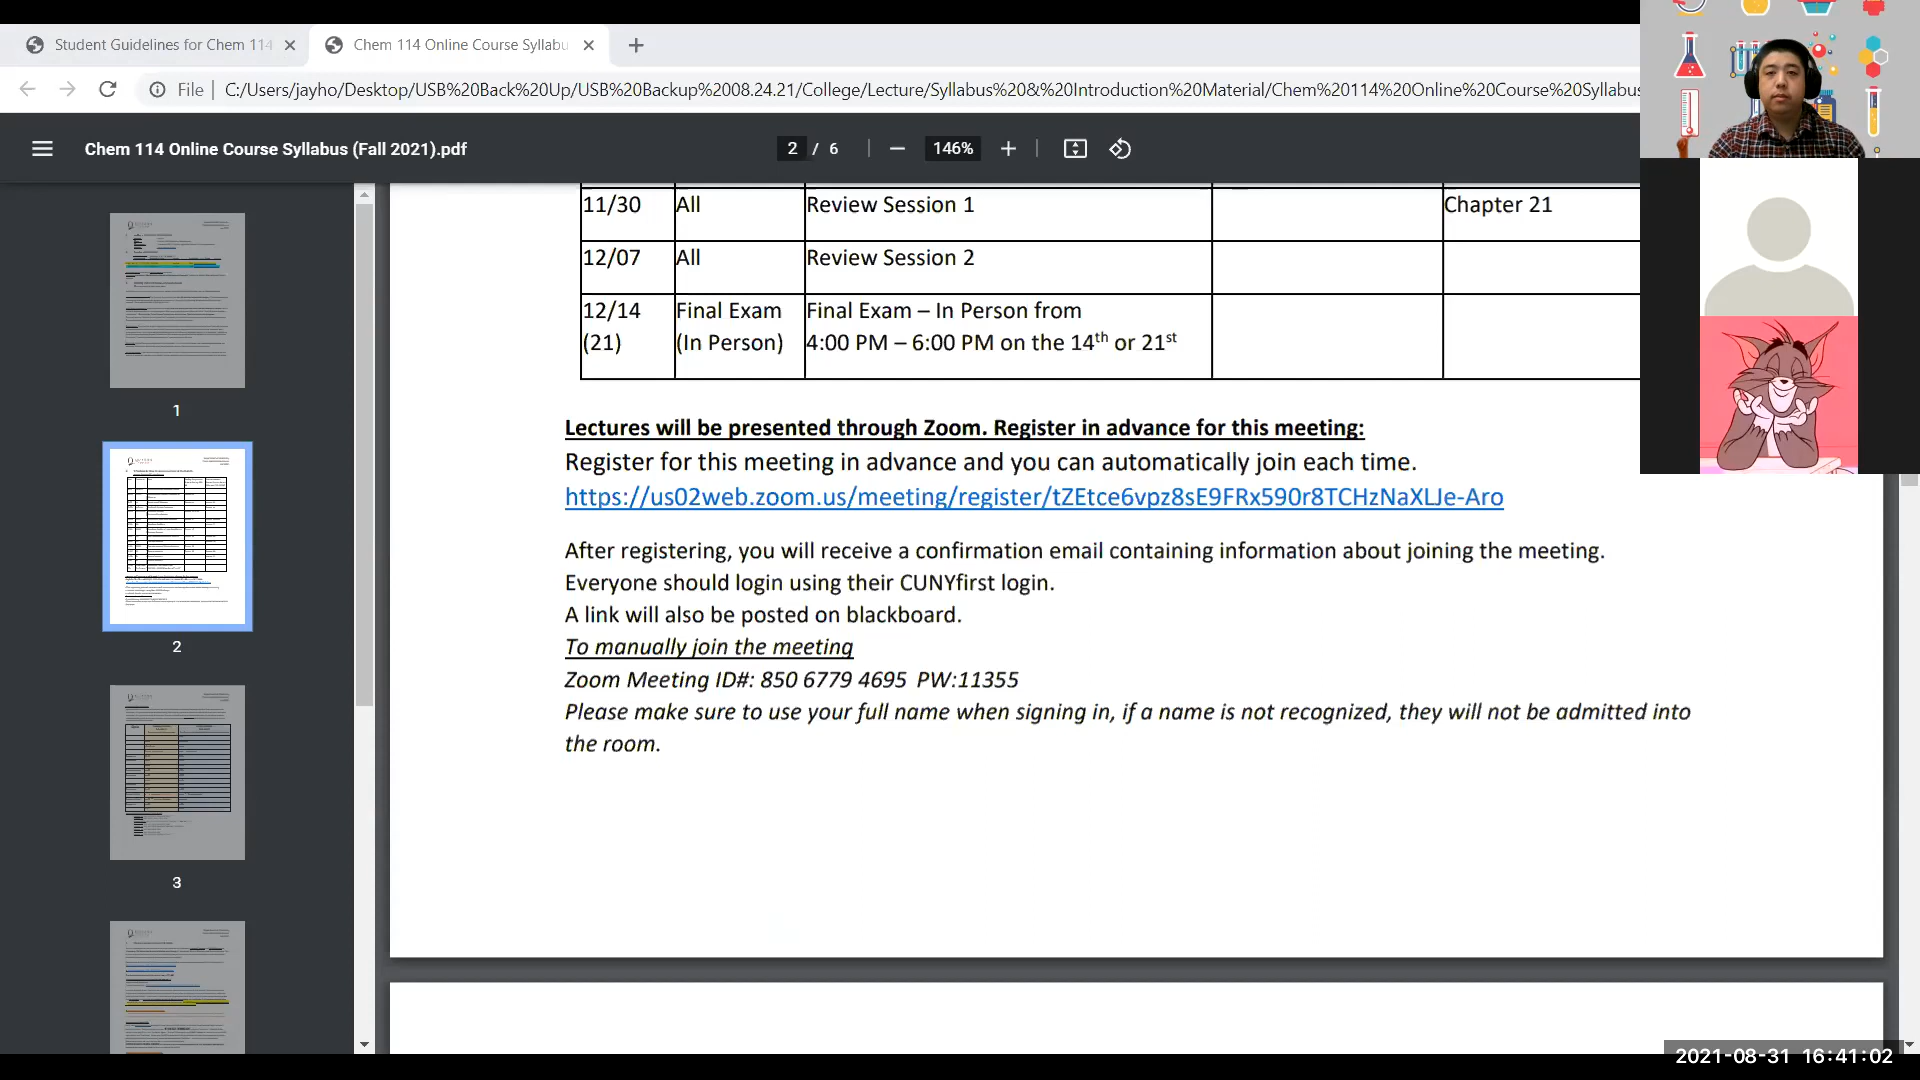 Student Guidelines for Chem 114
Chem 114 Online Course Syllabu
File
C:/Users/jayho/Desktop/USB%20Back%20Up/USB%20Backup%2008.24.21/College/Lecture/Syllabus%20&%20Introduction%20Material/Chem%20114%20Online%20Course%20Syllabus
Chem 114 Online Course Syllabus (Fall 2021).pdf
2 / 6
146%
11/30 All Review Session 1 Chapter 21
12/07 All Review Session 2
12/14 Final Exam Final Exam – In Person from
(21) (In Person) 4:00 PM – 6:00 PM on the 14th or 21st
Lectures will be presented through Zoom. Register in advance for this meeting:
Register for this meeting in advance and you can automatically join each time.
https://us02web.zoom.us/meeting/register/tZEtce6vpz8sE9FRx590r8TCHzNaXLJe-Aro
After registering, you will receive a confirmation email containing information about joining the meeting.
Everyone should login using their CUNYfirst login.
A link will also be posted on blackboard.
To manually join the meeting
Zoom Meeting ID#: 850 6779 4695 PW:11355
Please make sure to use your full name when signing in, if a name is not recognized, they will not be admitted into
the room.
1
2
3
2021-08-31 16:41:02